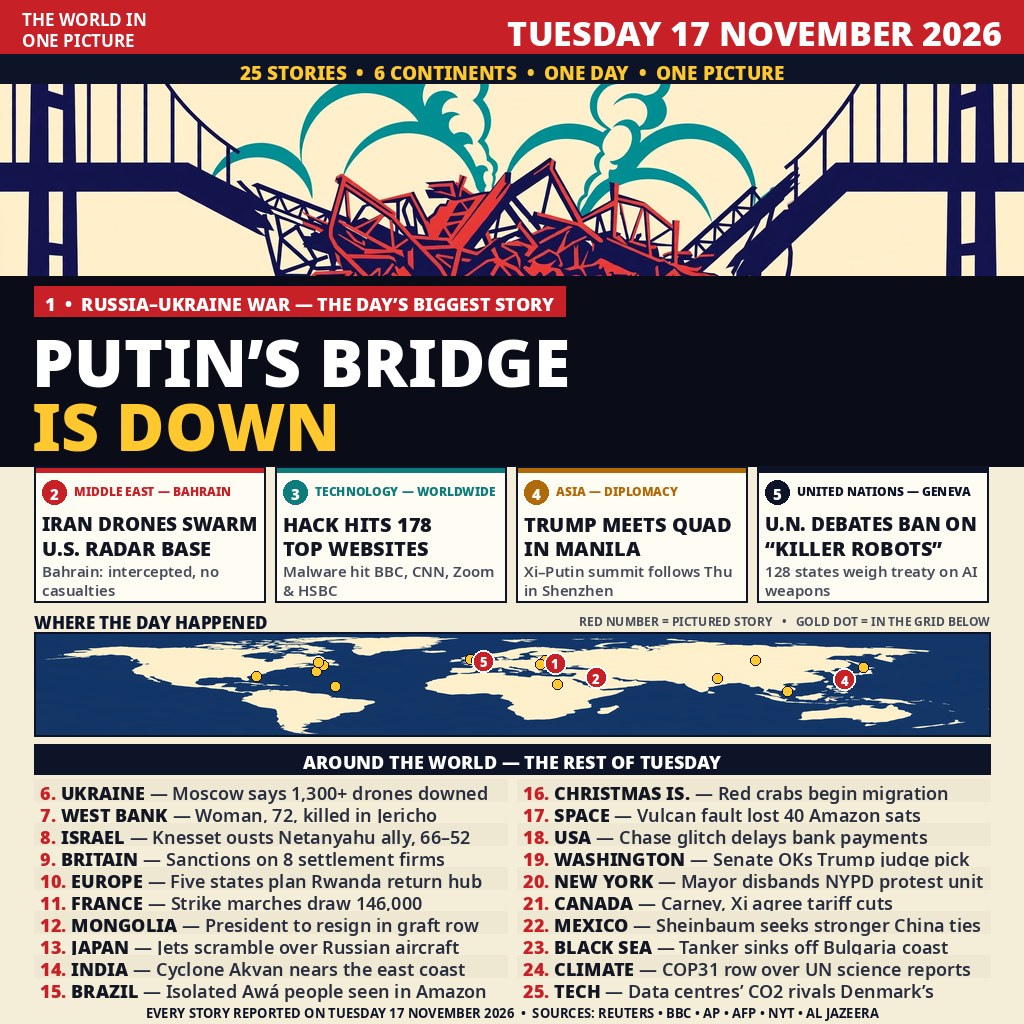 THE WORLD IN
ONE PICTURE
TUESDAY 17 NOVEMBER 2026
25 STORIES • 6 CONTINENTS • ONE DAY • ONE PICTURE
1 • RUSSIA–UKRAINE WAR — THE DAY’S BIGGEST STORY
PUTIN’S BRIDGE
IS DOWN
2 MIDDLE EAST — BAHRAIN
IRAN DRONES SWARM
U.S. RADAR BASE
Bahrain: intercepted, no
casualties
3 TECHNOLOGY — WORLDWIDE
HACK HITS 178
TOP WEBSITES
Malware hit BBC, CNN, Zoom
& HSBC
4 ASIA — DIPLOMACY
TRUMP MEETS QUAD
IN MANILA
Xi–Putin summit follows Thu
in Shenzhen
5 UNITED NATIONS — GENEVA
U.N. DEBATES BAN ON
“KILLER ROBOTS”
128 states weigh treaty on AI
weapons
WHERE THE DAY HAPPENED
RED NUMBER = PICTURED STORY • GOLD DOT = IN THE GRID BELOW
5
1
2
4
AROUND THE WORLD — THE REST OF TUESDAY
6. UKRAINE — Moscow says 1,300+ drones downed
7. WEST BANK — Woman, 72, killed in Jericho
8. ISRAEL — Knesset ousts Netanyahu ally, 66–52
9. BRITAIN — Sanctions on 8 settlement firms
10. EUROPE — Five states plan Rwanda return hub
11. FRANCE — Strike marches draw 146,000
12. MONGOLIA — President to resign in graft row
13. JAPAN — Jets scramble over Russian aircraft
14. INDIA — Cyclone Akvan nears the east coast
15. BRAZIL — Isolated Awá people seen in Amazon
16. CHRISTMAS IS. — Red crabs begin migration
17. SPACE — Vulcan fault lost 40 Amazon sats
18. USA — Chase glitch delays bank payments
19. WASHINGTON — Senate OKs Trump judge pick
20. NEW YORK — Mayor disbands NYPD protest unit
21. CANADA — Carney, Xi agree tariff cuts
22. MEXICO — Sheinbaum seeks stronger China ties
23. BLACK SEA — Tanker sinks off Bulgaria coast
24. CLIMATE — COP31 row over UN science reports
25. TECH — Data centres’ CO2 rivals Denmark’s
EVERY STORY REPORTED ON TUESDAY 17 NOVEMBER 2026 • SOURCES: REUTERS • BBC • AP • AFP • NYT • AL JAZEERA